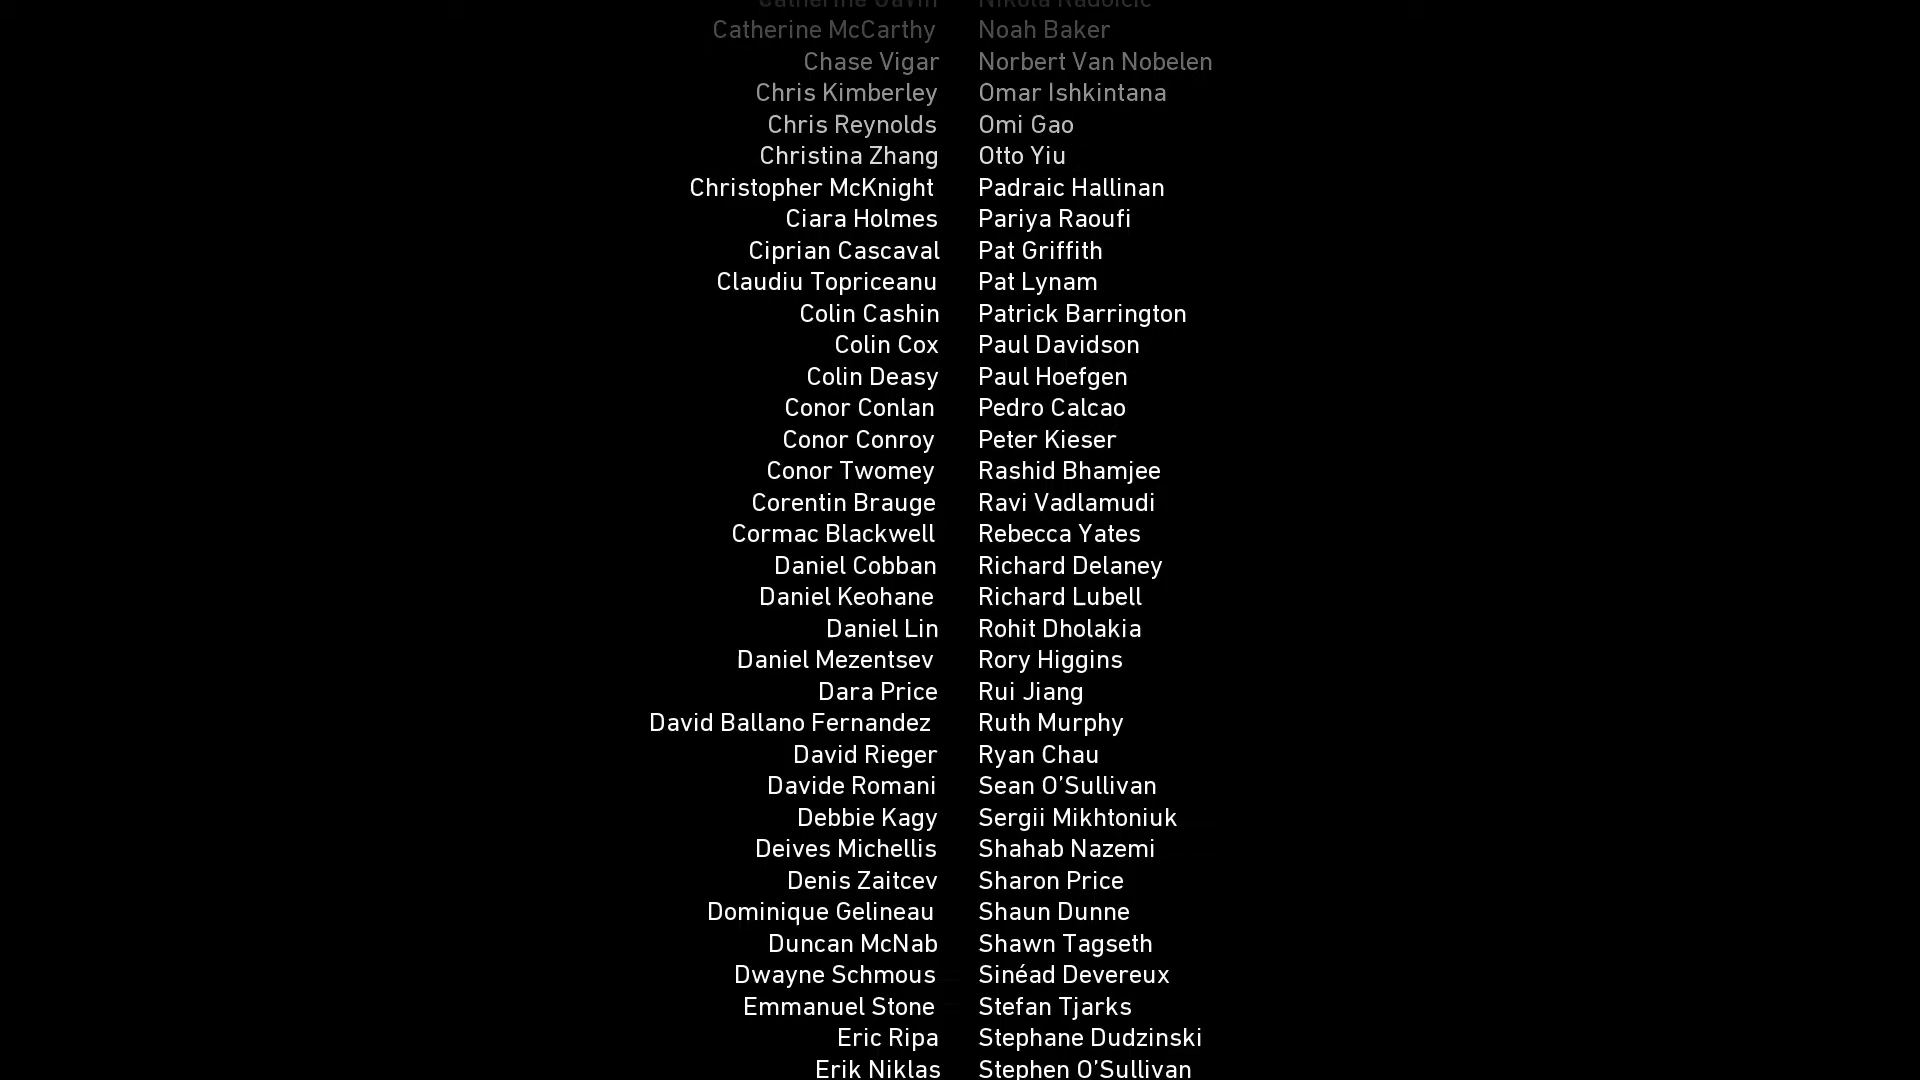 Catherine Gavin Nikola Radoicic
Catherine McCarthy Noah Baker
Chase Vigar Norbert Van Nobelen
Chris Kimberley Omar Ishkintana
Chris Reynolds Omi Gao
Christina Zhang Otto Yiu
Christopher McKnight Padraic Hallinan
Ciara Holmes Pariya Raoufi
Ciprian Cascaval Pat Griffith
Claudiu Topriceanu Pat Lynam
Colin Cashin Patrick Barrington
Colin Cox Paul Davidson
Colin Deasy Paul Hoefgen
Conor Conlan Pedro Calcao
Conor Conroy Peter Kieser
Conor Twomey Rashid Bhamjee
Corentin Brauge Ravi Vadlamudi
Cormac Blackwell Rebecca Yates
Daniel Cobban Richard Delaney
Daniel Keohane Richard Lubell
Daniel Lin Rohit Dholakia
Daniel Mezentsev Rory Higgins
Dara Price Rui Jiang
David Ballano Fernandez Ruth Murphy
David Rieger Ryan Chau
Davide Romani Sean O’Sullivan
Debbie Kagy Sergii Mikhtoniuk
Deives Michellis Shahab Nazemi
Denis Zaitcev Sharon Price
Dominique Gelineau Shaun Dunne
Duncan McNab Shawn Tagseth
Dwayne Schmous Sinéad Devereux
Emmanuel Stone Stefan Tjarks
Eric Ripa Stephane Dudzinski
Erik Niklas Stephen O’Sullivan